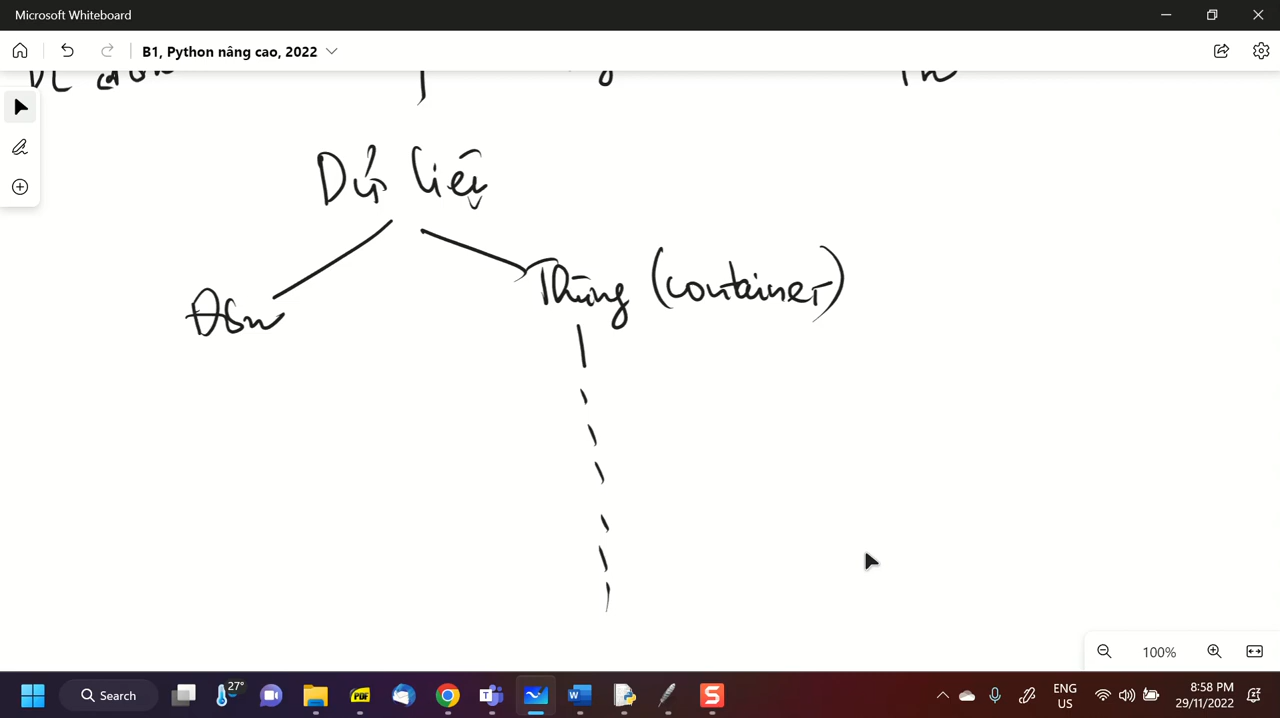 Microsoft Whiteboard
B1, Python nâng cao, 2022
Dữ liệu
Đơn
Thùng (container)
100%
27°
Search
PDF
ENG
US
8:58 PM
29/11/2022